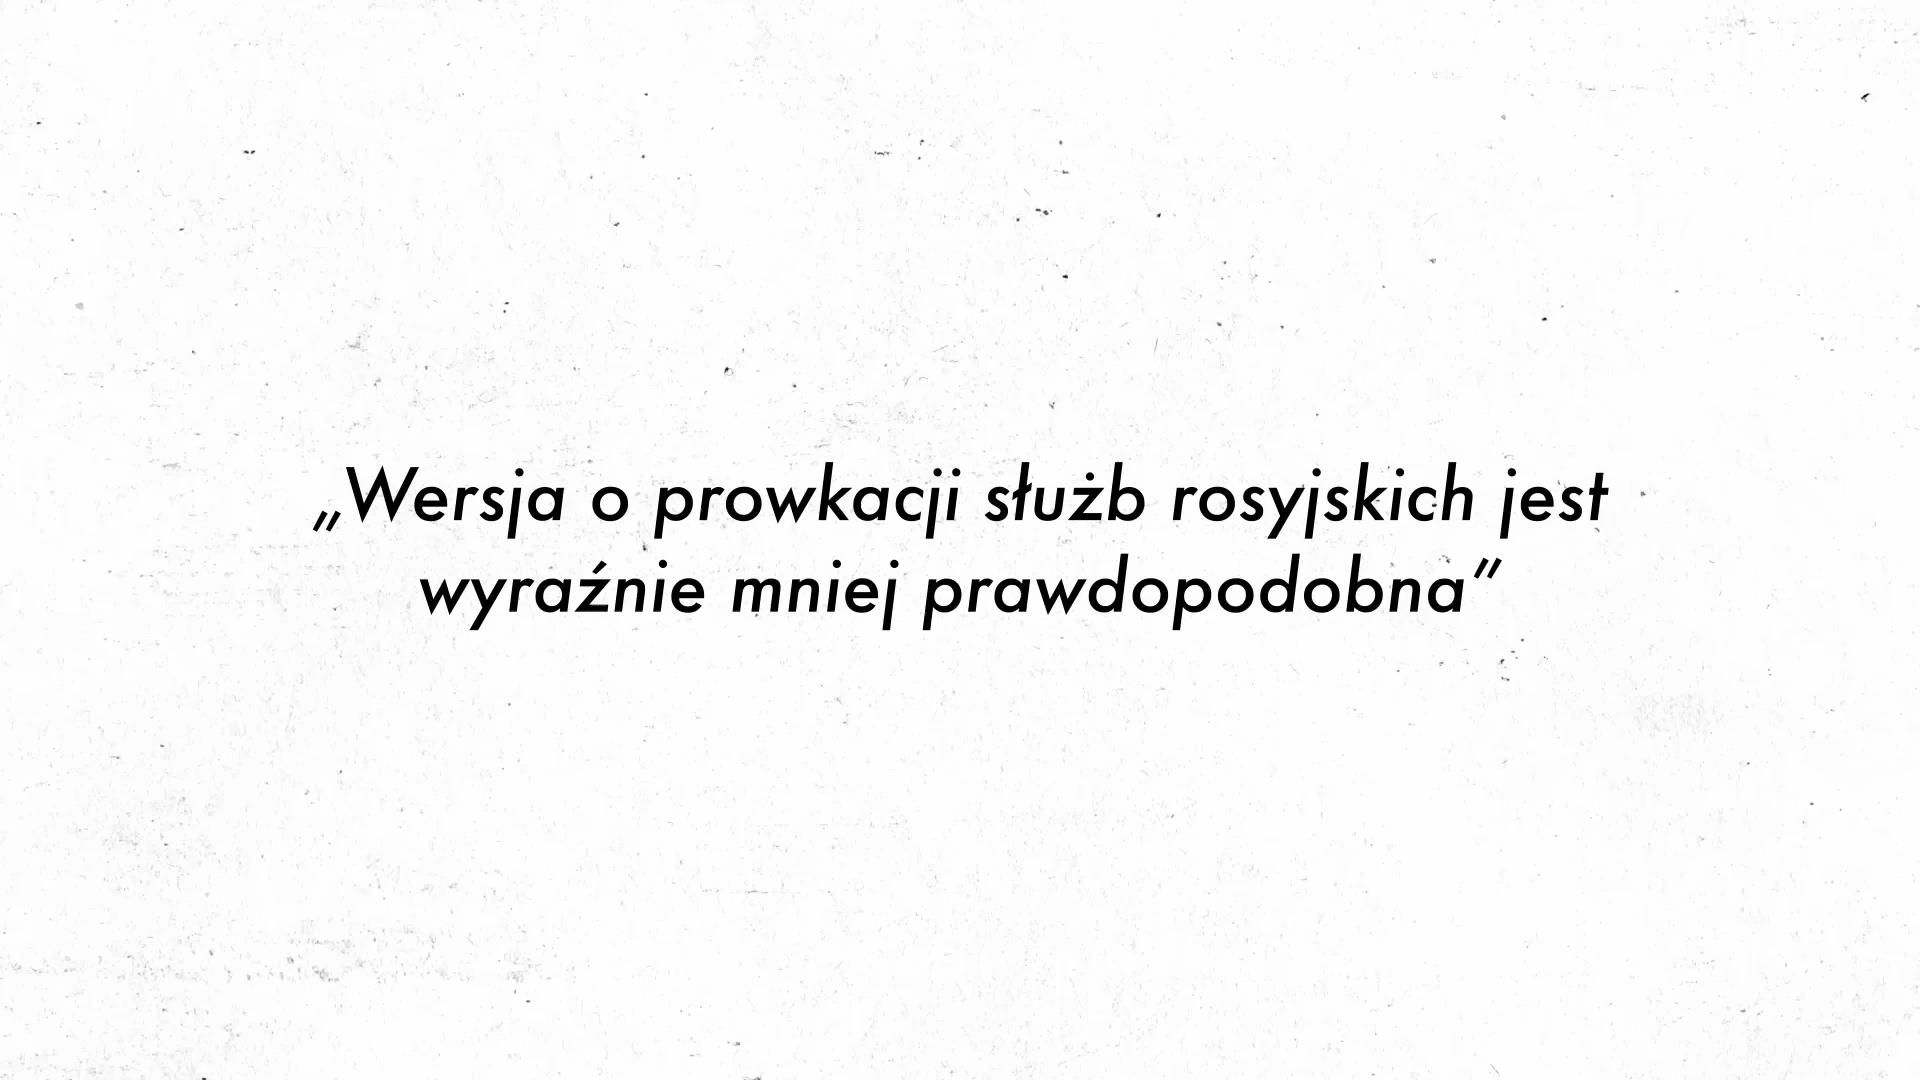 „Wersja o prowkacji służb rosyjskich jest
wyraźnie mniej prawdopodobna”